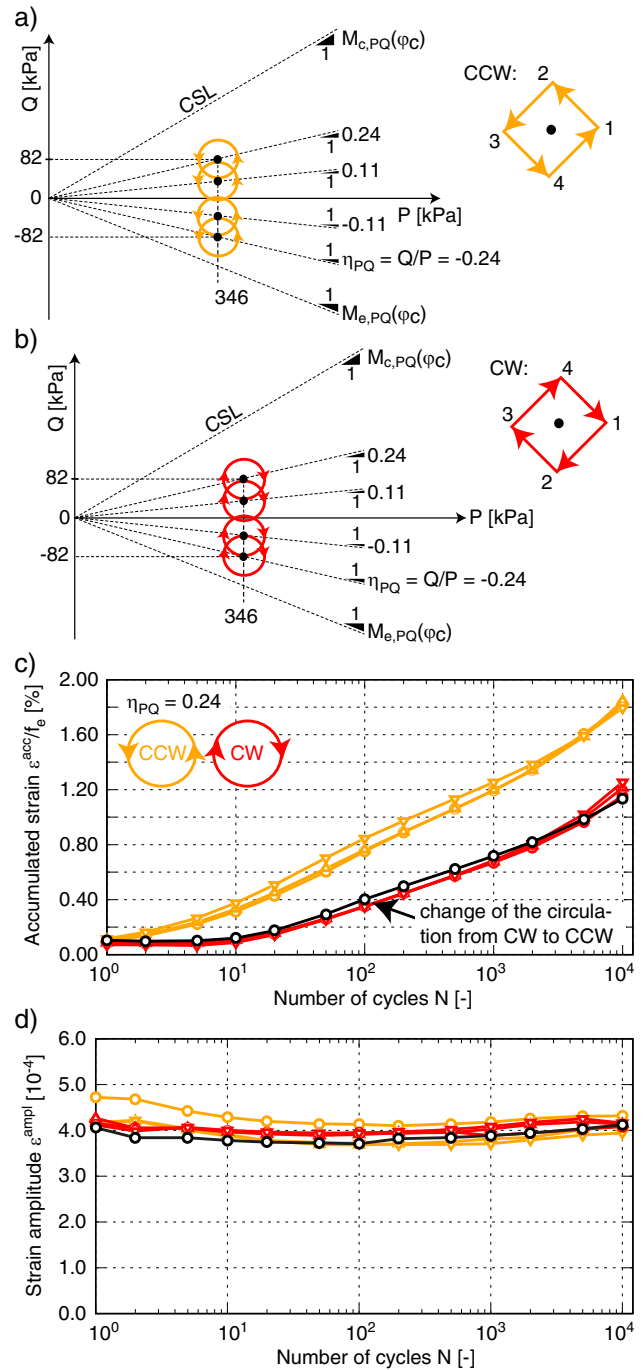 a)
Q [kPa]
M_c,PQ(φc)
1
CSL
CCW:
2
1
3
4
0.24
1
0.11
1
82
0
-82
P [kPa]
1
-0.11
1
η_PQ = Q/P = -0.24
346
1
M_e,PQ(φc)
b)
Q [kPa]
M_c,PQ(φc)
1
CSL
CW:
4
1
3
2
0.24
1
0.11
1
82
0
-82
P [kPa]
1
-0.11
1
η_PQ = Q/P = -0.24
346
1
M_e,PQ(φc)
c)
Accumulated strain ε^acc/f_e [%]
2.00
1.60
1.20
0.80
0.40
0.00
η_PQ = 0.24
CCW
CW
change of the circula-
tion from CW to CCW
10^0
10^1
10^2
10^3
10^4
Number of cycles N [-]
d)
Strain amplitude ε^ampl [10^-4]
6.0
5.0
4.0
3.0
2.0
1.0
0.0
10^0
10^1
10^2
10^3
10^4
Number of cycles N [-]